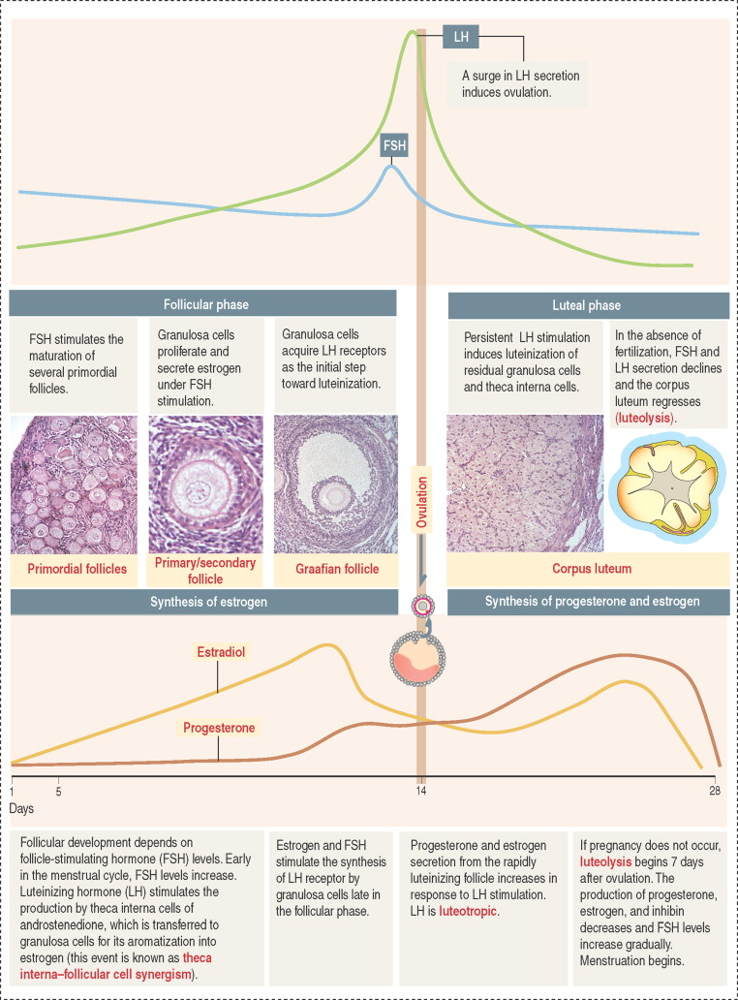 LH
A surge in LH secretion
induces ovulation.
FSH
Follicular phase
FSH stimulates the
maturation of
several primordial
follicles.
Granulosa cells
proliferate and
secrete estrogen
under FSH
stimulation.
Granulosa cells
acquire LH receptors
as the initial step
toward luteinization.
Luteal phase
Persistent LH stimulation
induces luteinization of
residual granulosa cells
and theca interna cells.
In the absence of
fertilization, FSH and
LH secretion declines
and the corpus
luteum regresses
(luteolysis).
Ovulation
Primordial follicles
Primary/secondary
follicle
Graafian follicle
Corpus luteum
Synthesis of estrogen
Synthesis of progesterone and estrogen
Estradiol
Progesterone
1 5 14 28
Days
Follicular development depends on
follicle-stimulating hormone (FSH) levels. Early
in the menstrual cycle, FSH levels increase.
Luteinizing hormone (LH) stimulates the
production by theca interna cells of
androstenedione, which is transferred to
granulosa cells for its aromatization into
estrogen (this event is known as theca
interna–follicular cell synergism).
Estrogen and FSH
stimulate the synthesis
of LH receptor by
granulosa cells late in
the follicular phase.
Progesterone and estrogen
secretion from the rapidly
luteinizing follicle increases in
response to LH stimulation.
LH is luteotropic.
If pregnancy does not occur,
luteolysis begins 7 days
after ovulation. The
production of progesterone,
estrogen, and inhibin
decreases and FSH levels
increase gradually.
Menstruation begins.